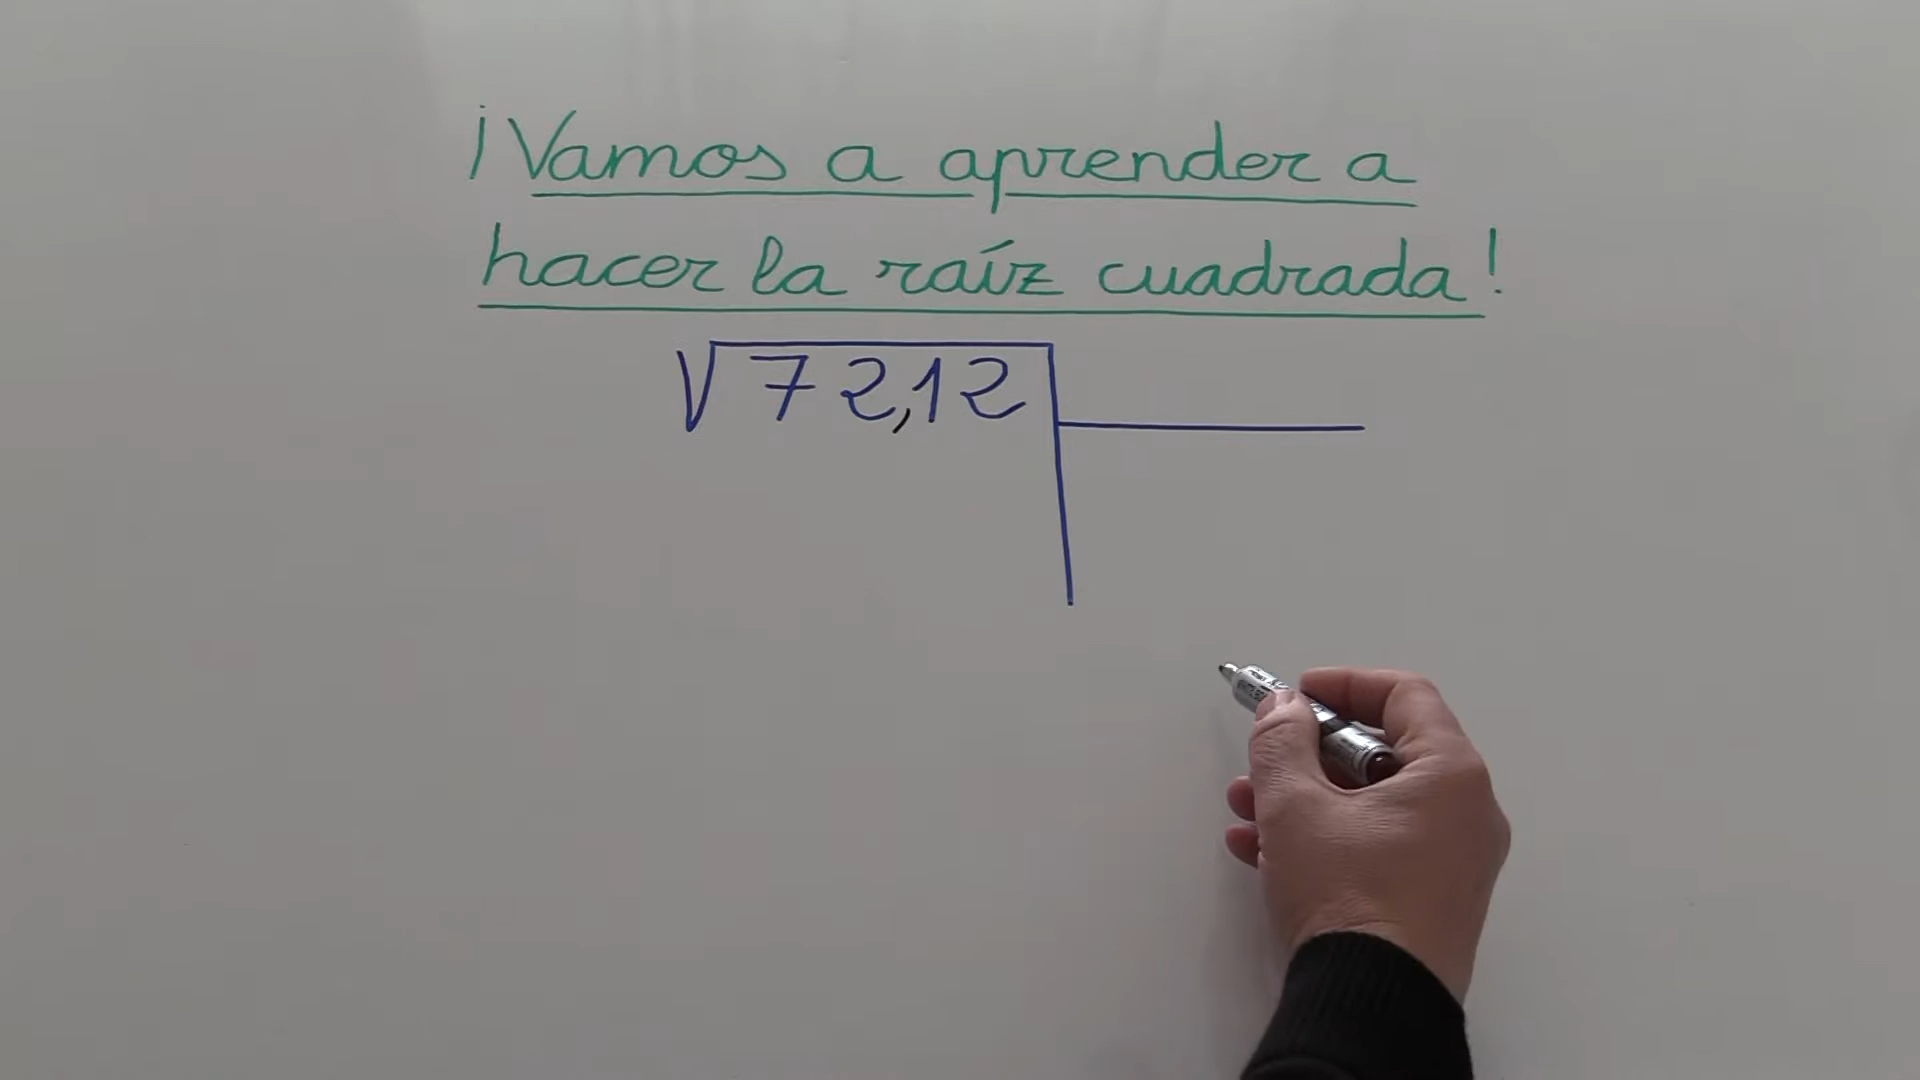 ¡Vamos a aprender a
hacer la raíz cuadrada!
√72,12